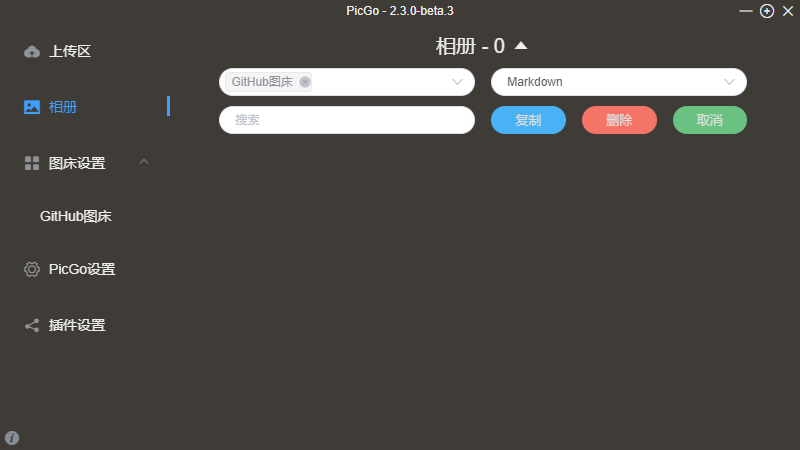 PicGo - 2.3.0-beta.3
上传区
相册
图床设置
GitHub图床
PicGo设置
插件设置
相册 - 0
GitHub图床
Markdown
搜索
复制
删除
取消